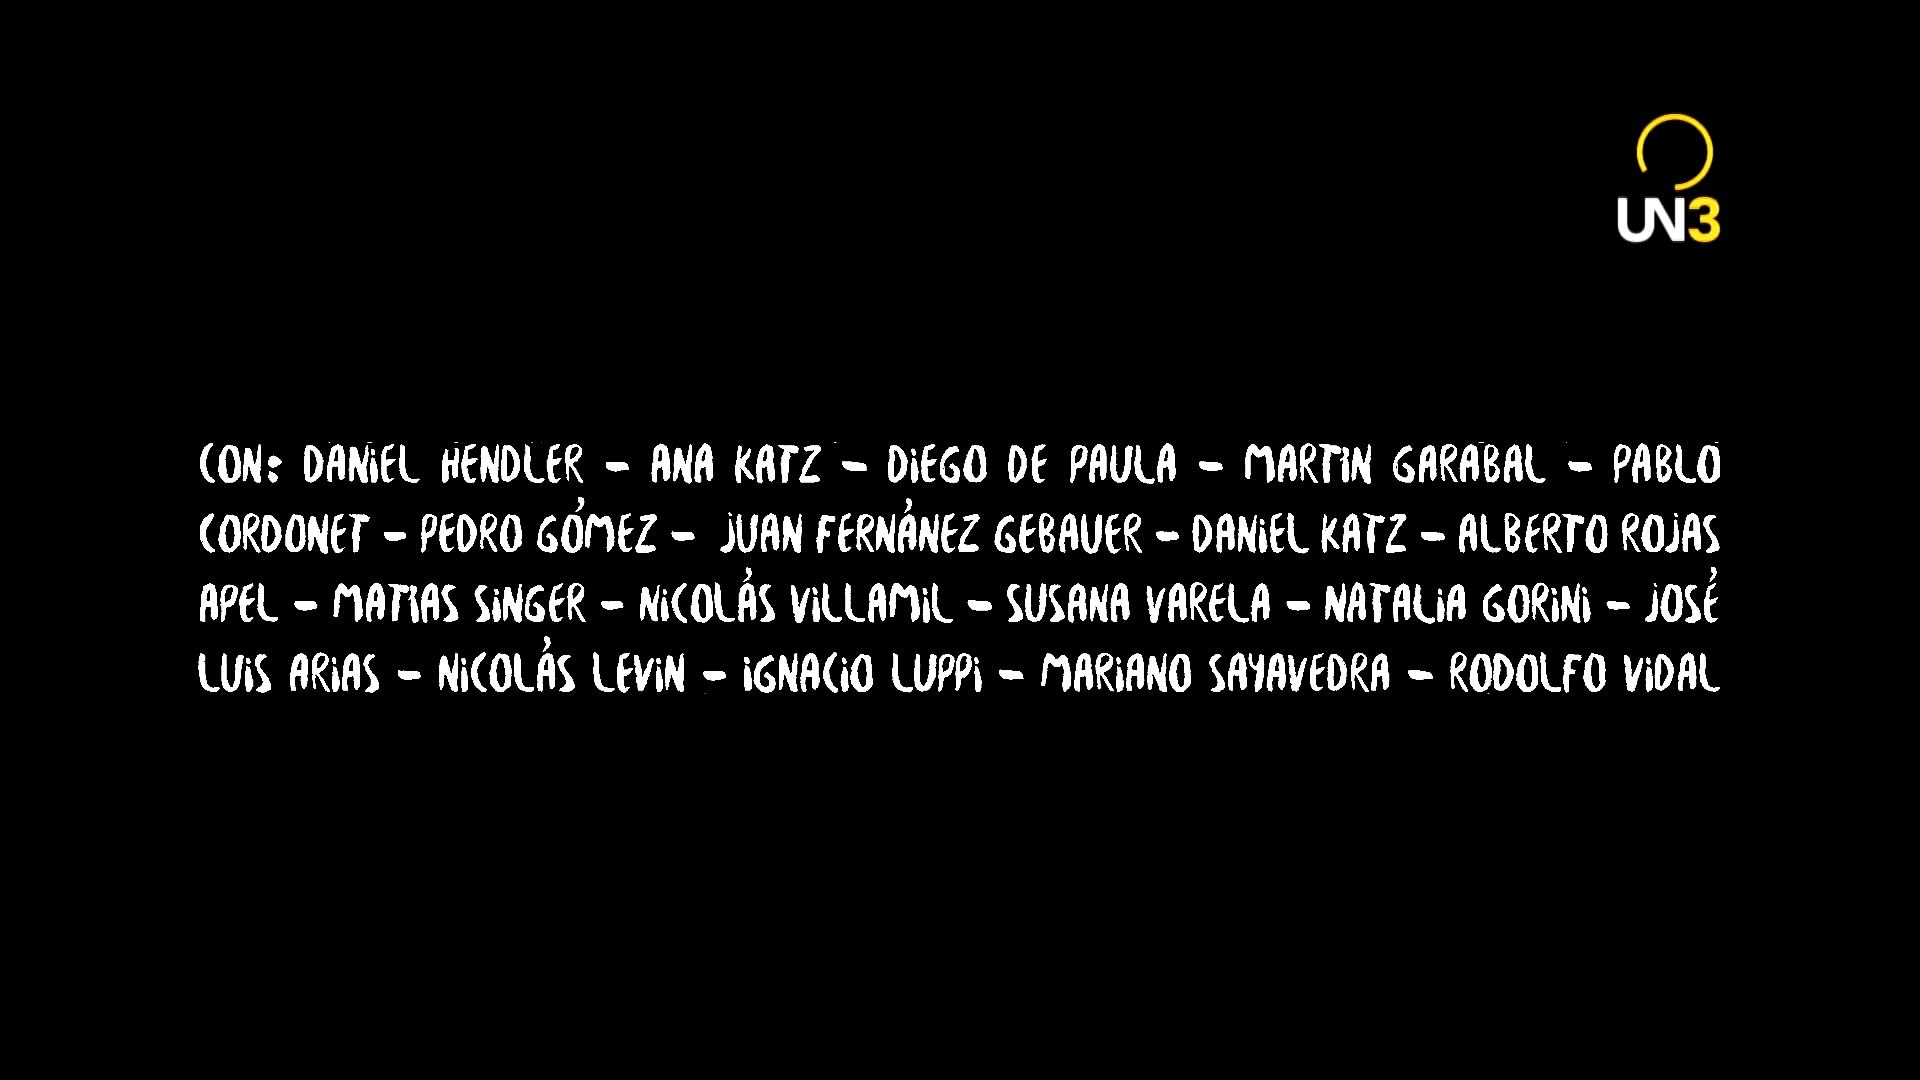 UN3
CON: DANiEL HENDLER - ANA KATZ - DiEGO DE PAULA - MARTiN GARABAL - PABLO
CORDONET - PEDRO GÓMEZ - JUAN FERNÁNEZ GEBAUER - DANiEL KATZ - ALBERTO ROJAS
APEL - MATiAS SiNGER - NiCOLÁS ViLLAMiL - SUSANA VARELA - NATALiA GORiNi - JOSÉ
LUiS ARiAS - NiCOLÁS LEViN - iGNACiO LUPPi - MARiANO SAYAVEDRA - RODOLFO ViDAL